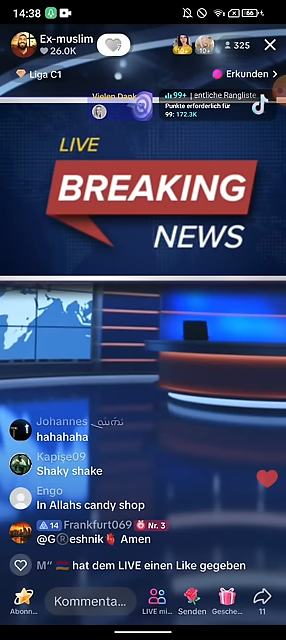 14:38
86
Ex-muslim
26.0K
10+
325
Liga C1
Erkunden >
Vielen Dank
99+ | entliche Rangliste
Punkte erforderlich für
99: 172.3K
LIVE
BREAKING
NEWS
Johannes
hahahaha
Kapişe09
Shaky shake
Engo
In Allahs candy shop
14 Frankfurt069 Nr. 3
@G®eshnik🫀 Amen
M" 🇦🇲 hat dem LIVE einen Like gegeben
Abonn...
Kommenta...
LIVE mi...
Senden
Gesche...
11